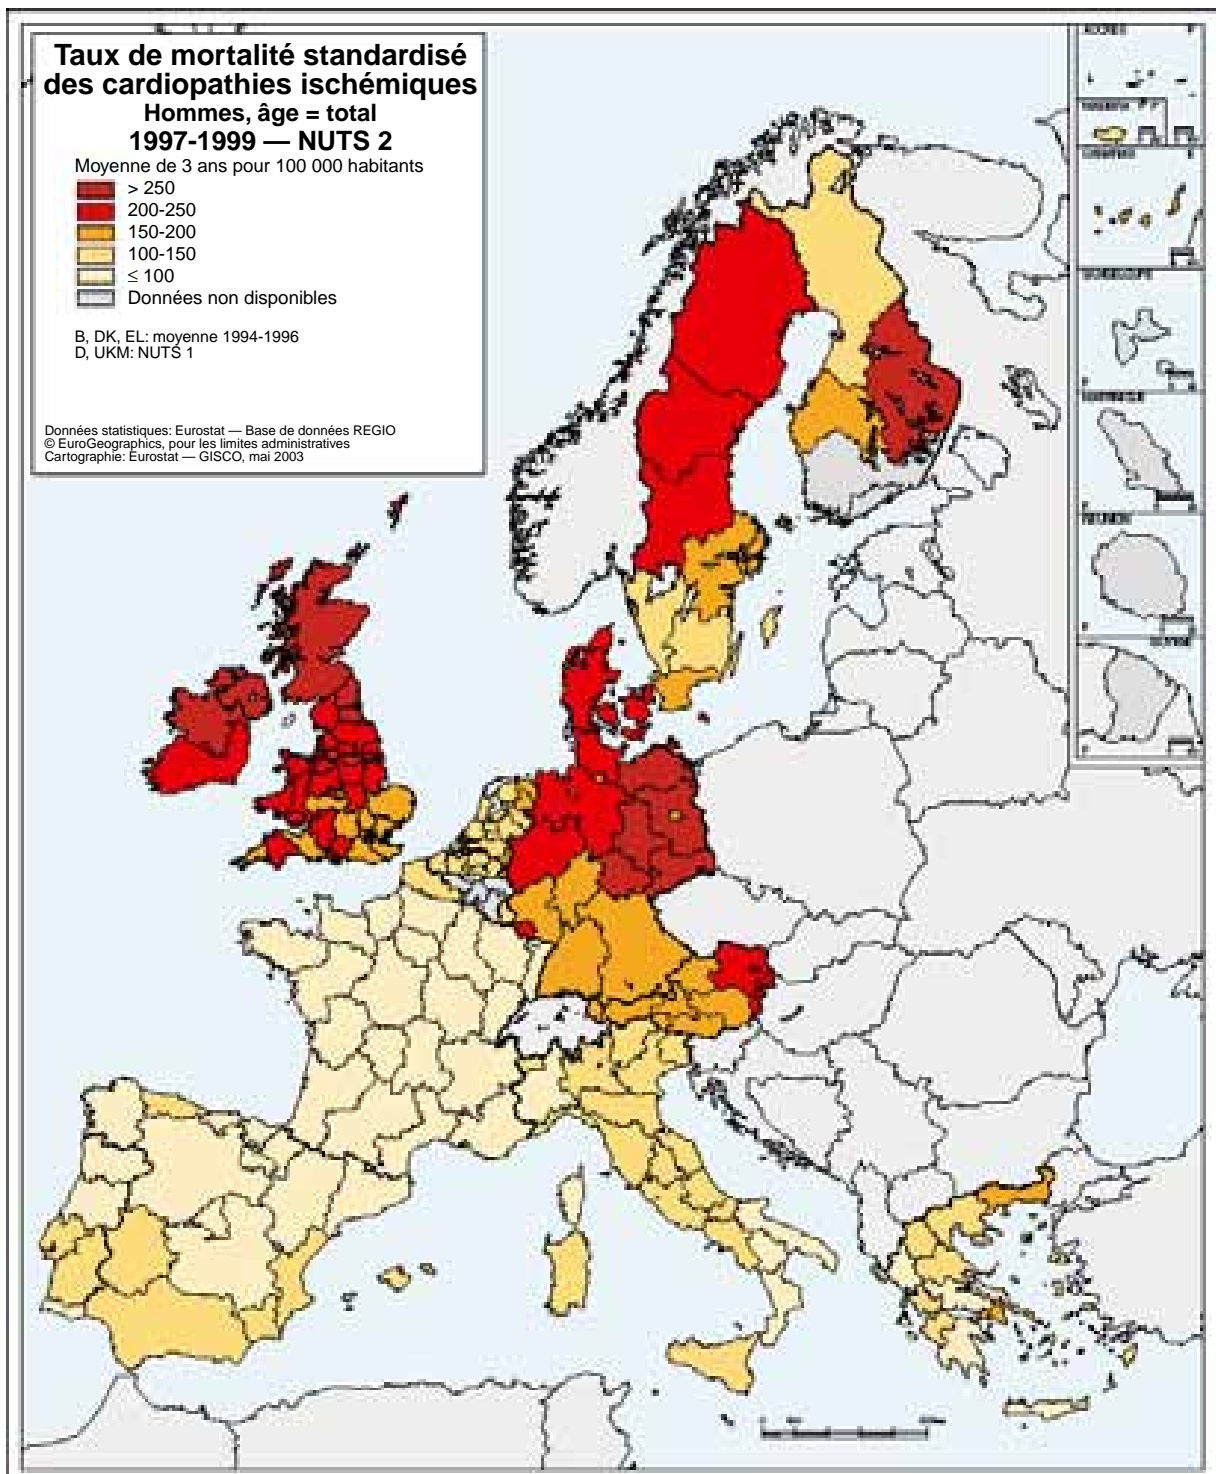 Taux de mortalité standardisé
des cardiopathies ischémiques
Hommes, âge = total
1997-1999 — NUTS 2
Moyenne de 3 ans pour 100 000 habitants
> 250
200-250
150-200
100-150
≤ 100
Données non disponibles
B, DK, EL: moyenne 1994-1996
D, UKM: NUTS 1
Données statistiques: Eurostat — Base de données REGIO
© EuroGeographics, pour les limites administratives
Cartographie: Eurostat — GISCO, mai 2003
GUADELOUPE